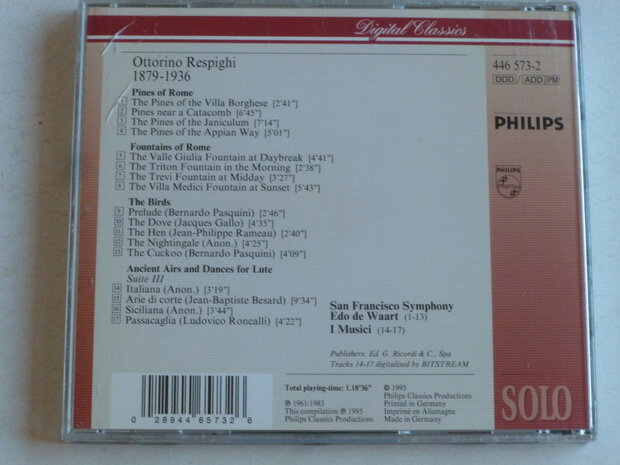 Digital Classics
Ottorino Respighi
1879-1936
446 573-2
DDD / ADD PM
PHILIPS
PHILIPS
Pines of Rome
1 The Pines of the Villa Borghese [2'41"]
2 Pines near a Catacomb [6'45"]
3 The Pines of the Janiculum [7'14"]
4 The Pines of the Appian Way [5'01"]
Fountains of Rome
5 The Valle Giulia Fountain at Daybreak [4'41"]
6 The Triton Fountain in the Morning [2'38"]
7 The Trevi Fountain at Midday [3'27"]
8 The Villa Medici Fountain at Sunset [5'43"]
The Birds
9 Prelude (Bernardo Pasquini) [2'46"]
10 The Dove (Jacques Gallo) [4'35"]
11 The Hen (Jean-Philippe Rameau) [2'40"]
12 The Nightingale (Anon.) [4'25"]
13 The Cuckoo (Bernardo Pasquini) [4'09"]
Ancient Airs and Dances for Lute
Suite III
14 Italiana (Anon.) [3'19"]
15 Arie di corte (Jean-Baptiste Besard) [9'34"]
16 Siciliana (Anon.) [3'44"]
17 Passacaglia (Ludovico Roncalli) [4'22"]
San Francisco Symphony
Edo de Waart (1-13)
I Musici (14-17)
Publishers: Ed. G. Ricordi & C., Spa
Tracks 14-17 digitalised by BITSTREAM
0 28944 65732 6
Total playing-time: 1.18'36"
℗ 1961/1983
This compilation ℗ 1995
Philips Classics Productions
© 1995
Philips Classics Productions
Printed in Germany
Imprimé en Allemagne
Made in Germany
SOLO